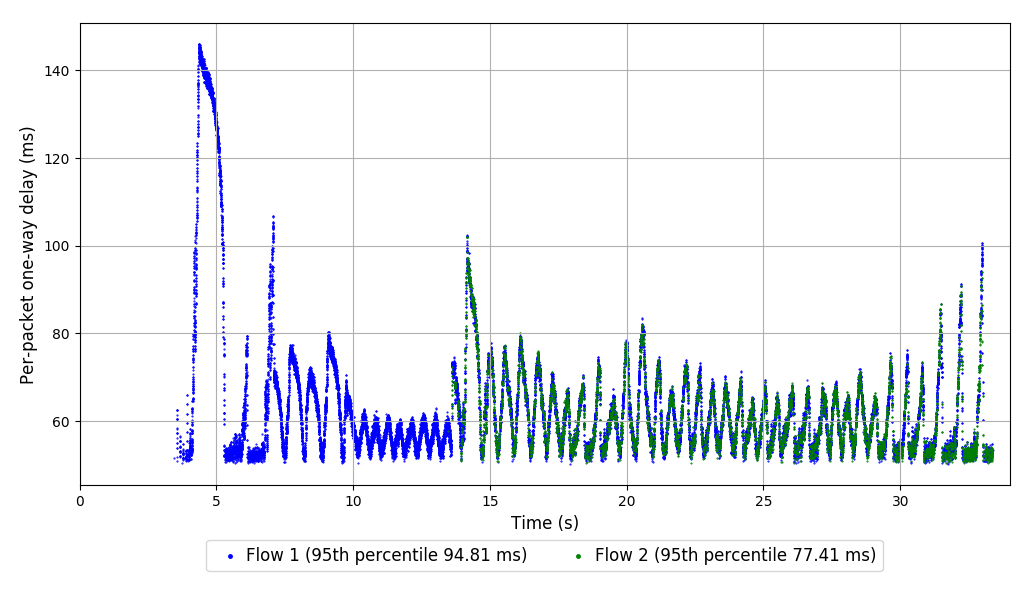 Per-packet one-way delay (ms)
140
120
100
80
60
0 5 10 15 20 25 30
Time (s)
Flow 1 (95th percentile 94.81 ms) Flow 2 (95th percentile 77.41 ms)